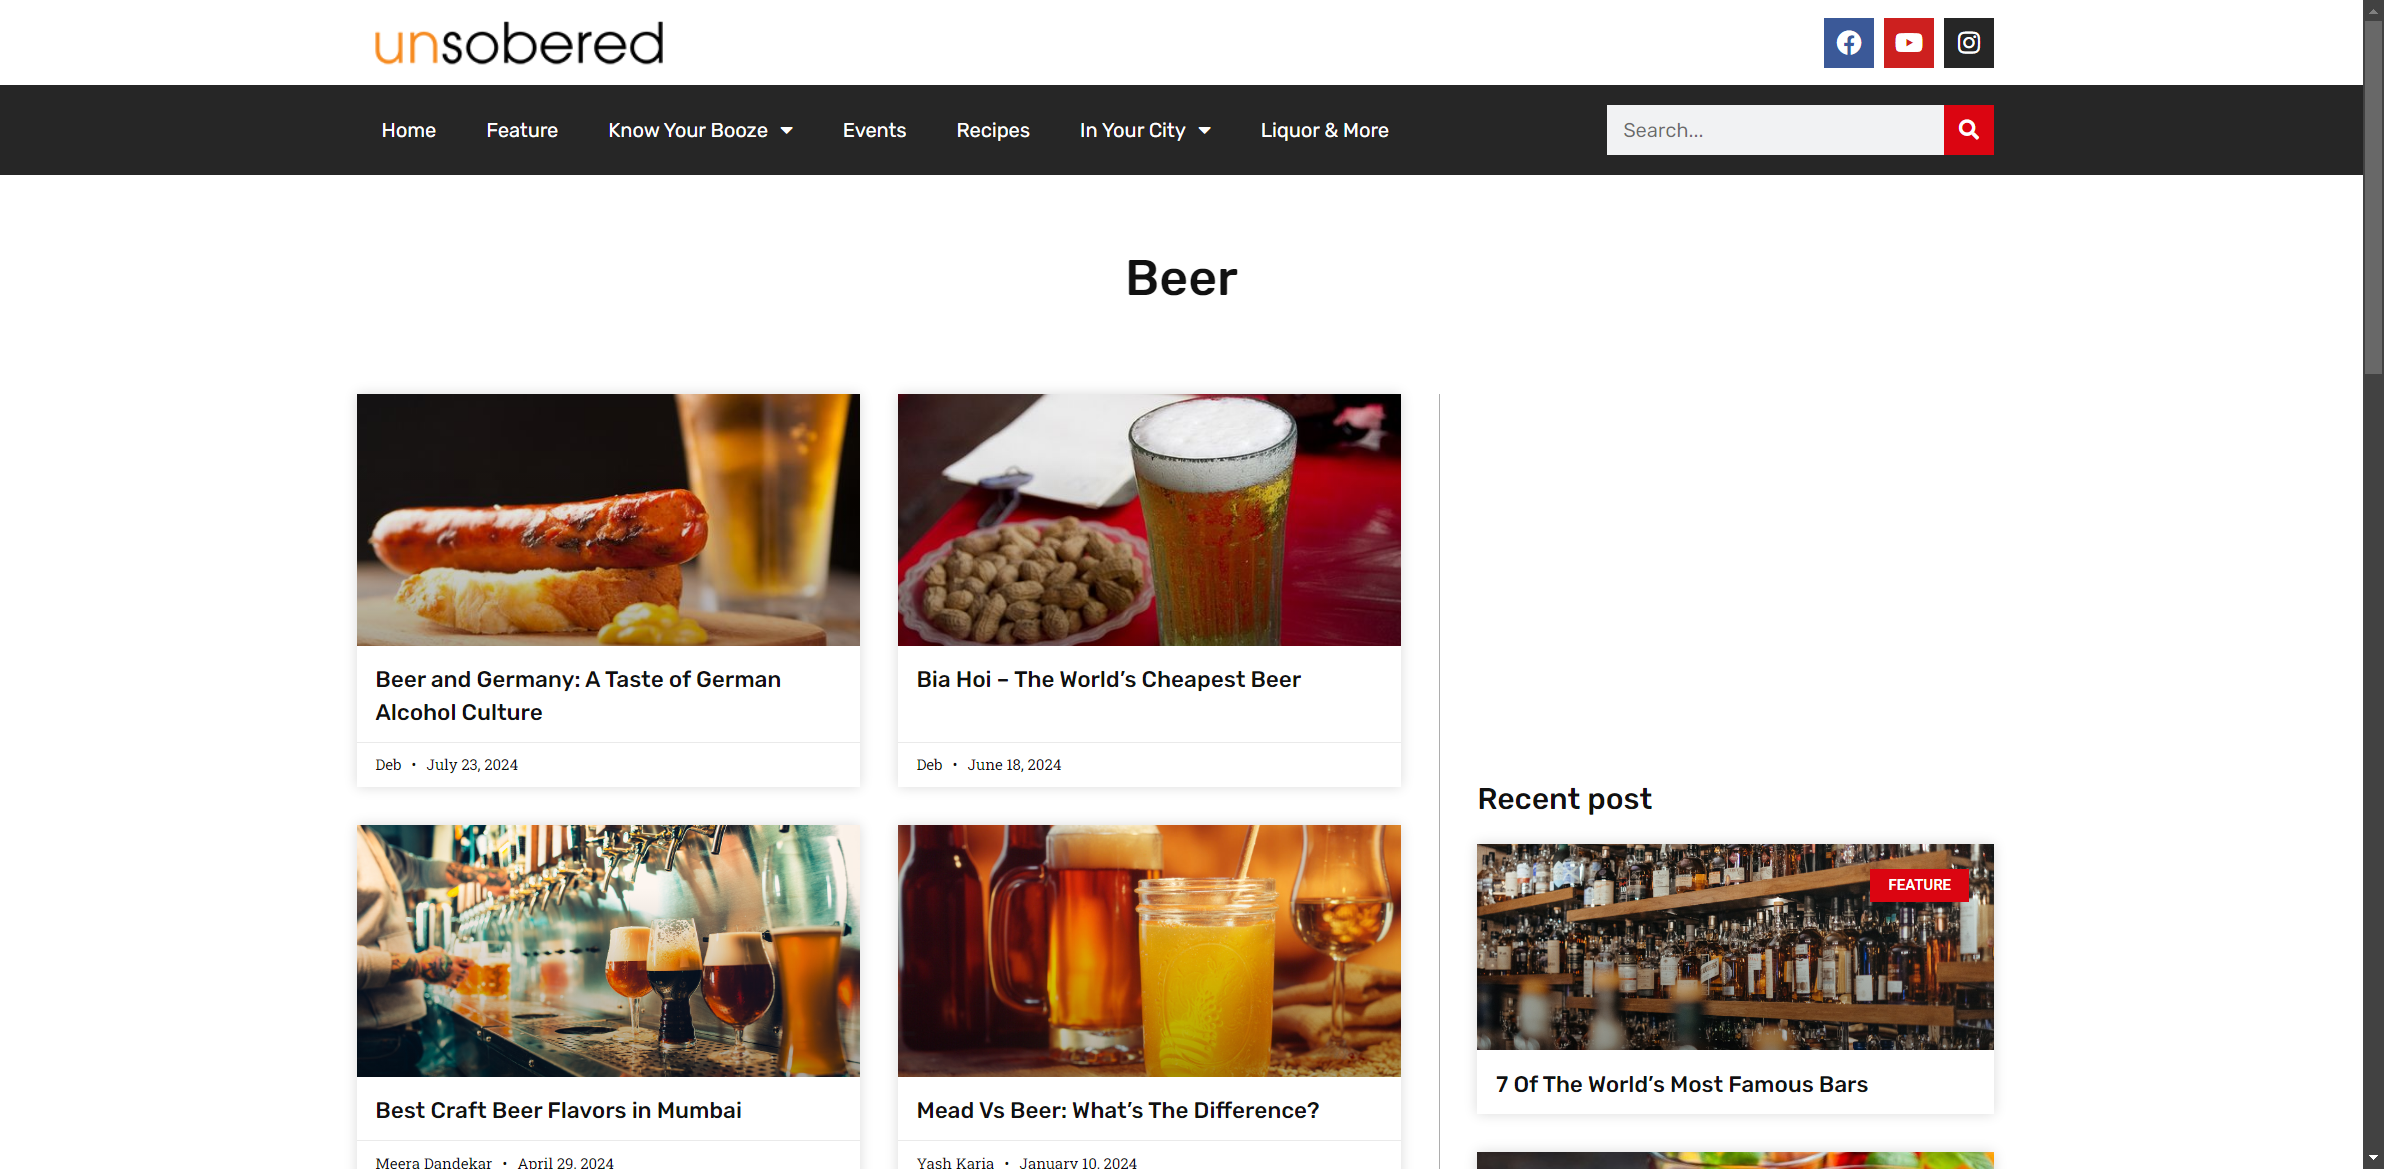 unsobered
Home
Feature
Know Your Booze
Events
Recipes
In Your City
Liquor & More
Search...
Beer
Beer and Germany: A Taste of German
Alcohol Culture
Deb • July 23, 2024
Bia Hoi – The World’s Cheapest Beer
Deb • June 18, 2024
Best Craft Beer Flavors in Mumbai
Meera Dandekar • April 29, 2024
Mead Vs Beer: What’s The Difference?
Yash Karia • January 10, 2024
Recent post
FEATURE
7 Of The World’s Most Famous Bars